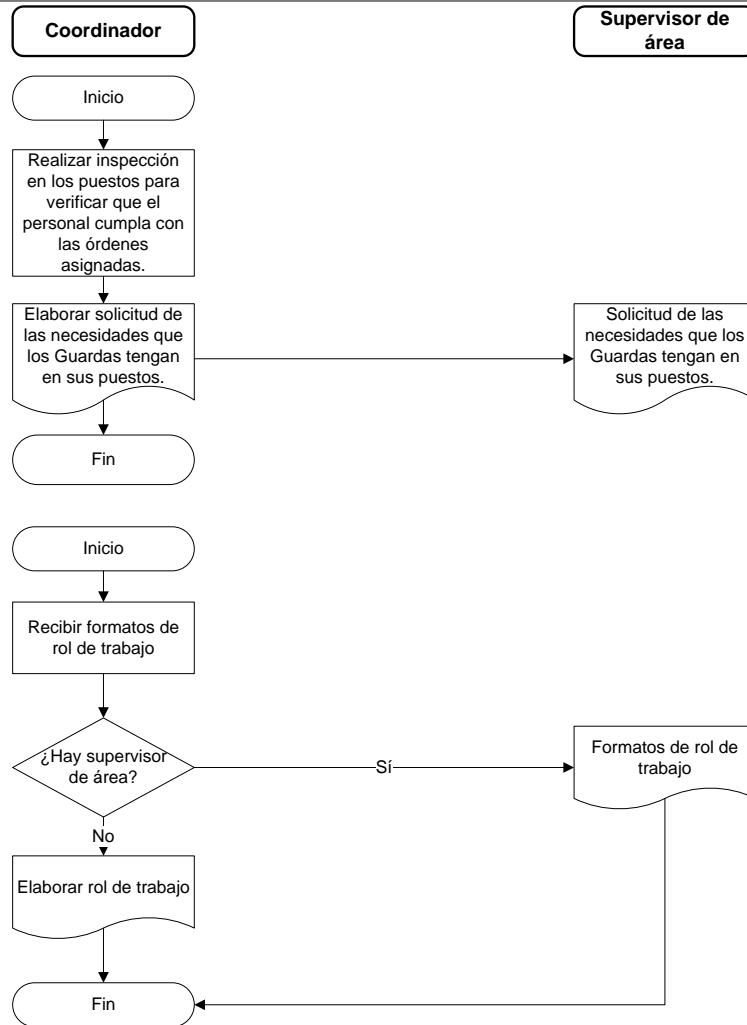 Coordinador
Supervisor de
área
Inicio
Realizar inspección
en los puestos para
verificar que el
personal cumpla con
las órdenes
asignadas.
Elaborar solicitud de
las necesidades que
los Guardas tengan
en sus puestos.
Solicitud de las
necesidades que los
Guardas tengan en
sus puestos.
Fin
Inicio
Recibir formatos de
rol de trabajo
¿Hay supervisor
de área?
Sí
Formatos de rol de
trabajo
No
Elaborar rol de trabajo
Fin